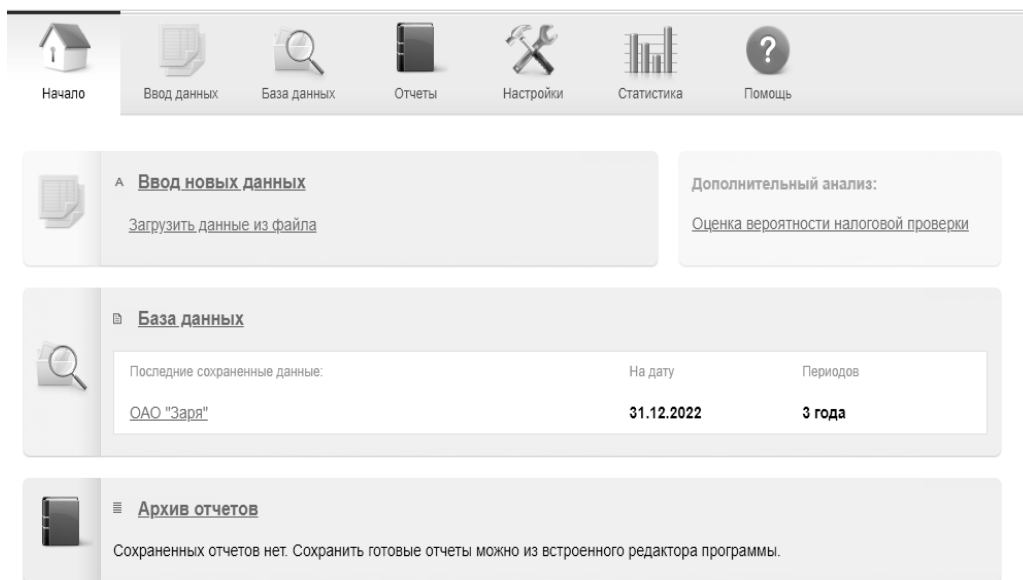 Начало Ввод данных База данных Отчеты Настройки Статистика Помощь
Ввод новых данных
Загрузить данные из файла
Дополнительный анализ:
Оценка вероятности налоговой проверки
База данных
Последние сохраненные данные: На дату Периодов
ОАО "Заря" 31.12.2022 3 года
Архив отчетов
Сохраненных отчетов нет. Сохранить готовые отчеты можно из встроенного редактора программы.